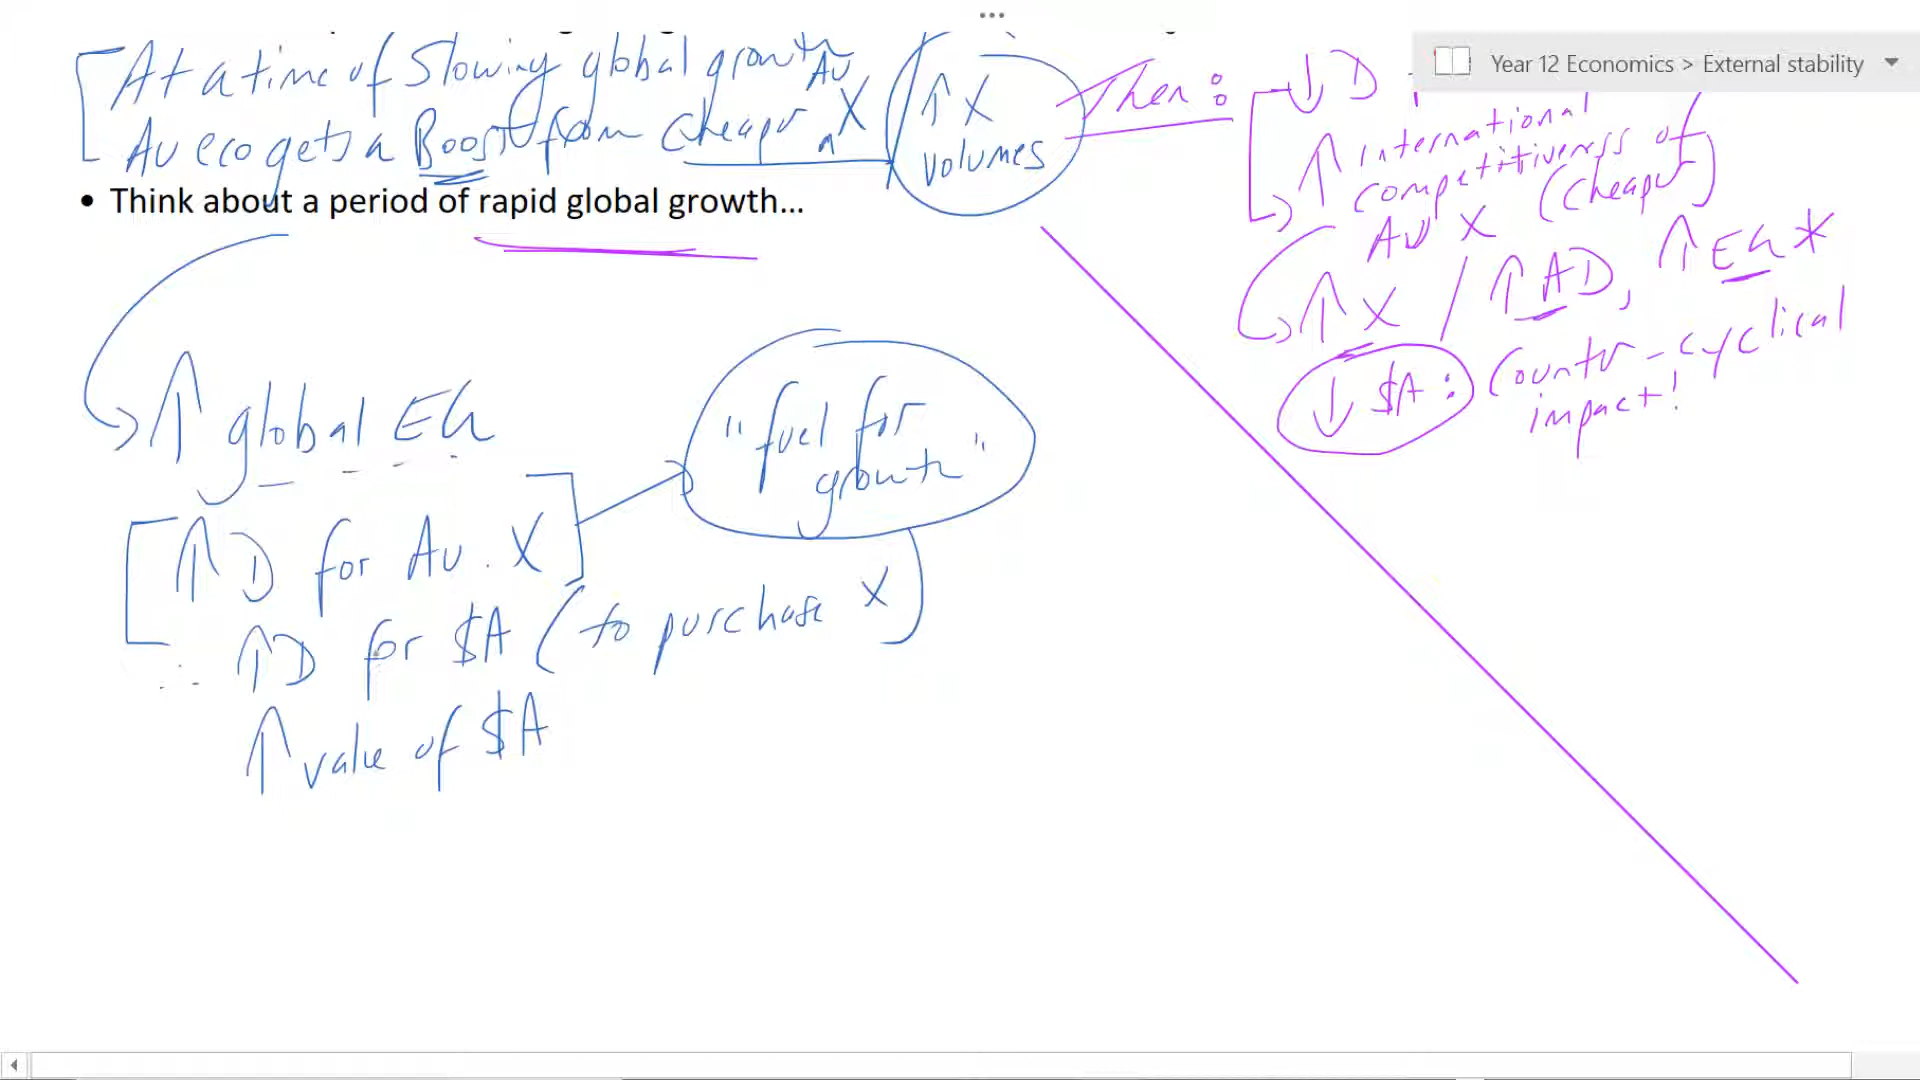 Year 12 Economics > External stability
[At a time of slowing global growth,
Au eco gets a Boost from cheaper Au X
↑ X
volumes
Then:
↓ D
↑ International
competitiveness of
Au X (cheaper)
↑ X / ↑ AD, ↑ EG *
↓ $A: Counter-cyclical
impact!
• Think about a period of rapid global growth...
↑ global EG
[↑ D for Au. X]
"fuel for
growth"
∴ ↑ D for $A (to purchase X)
↑ value of $A